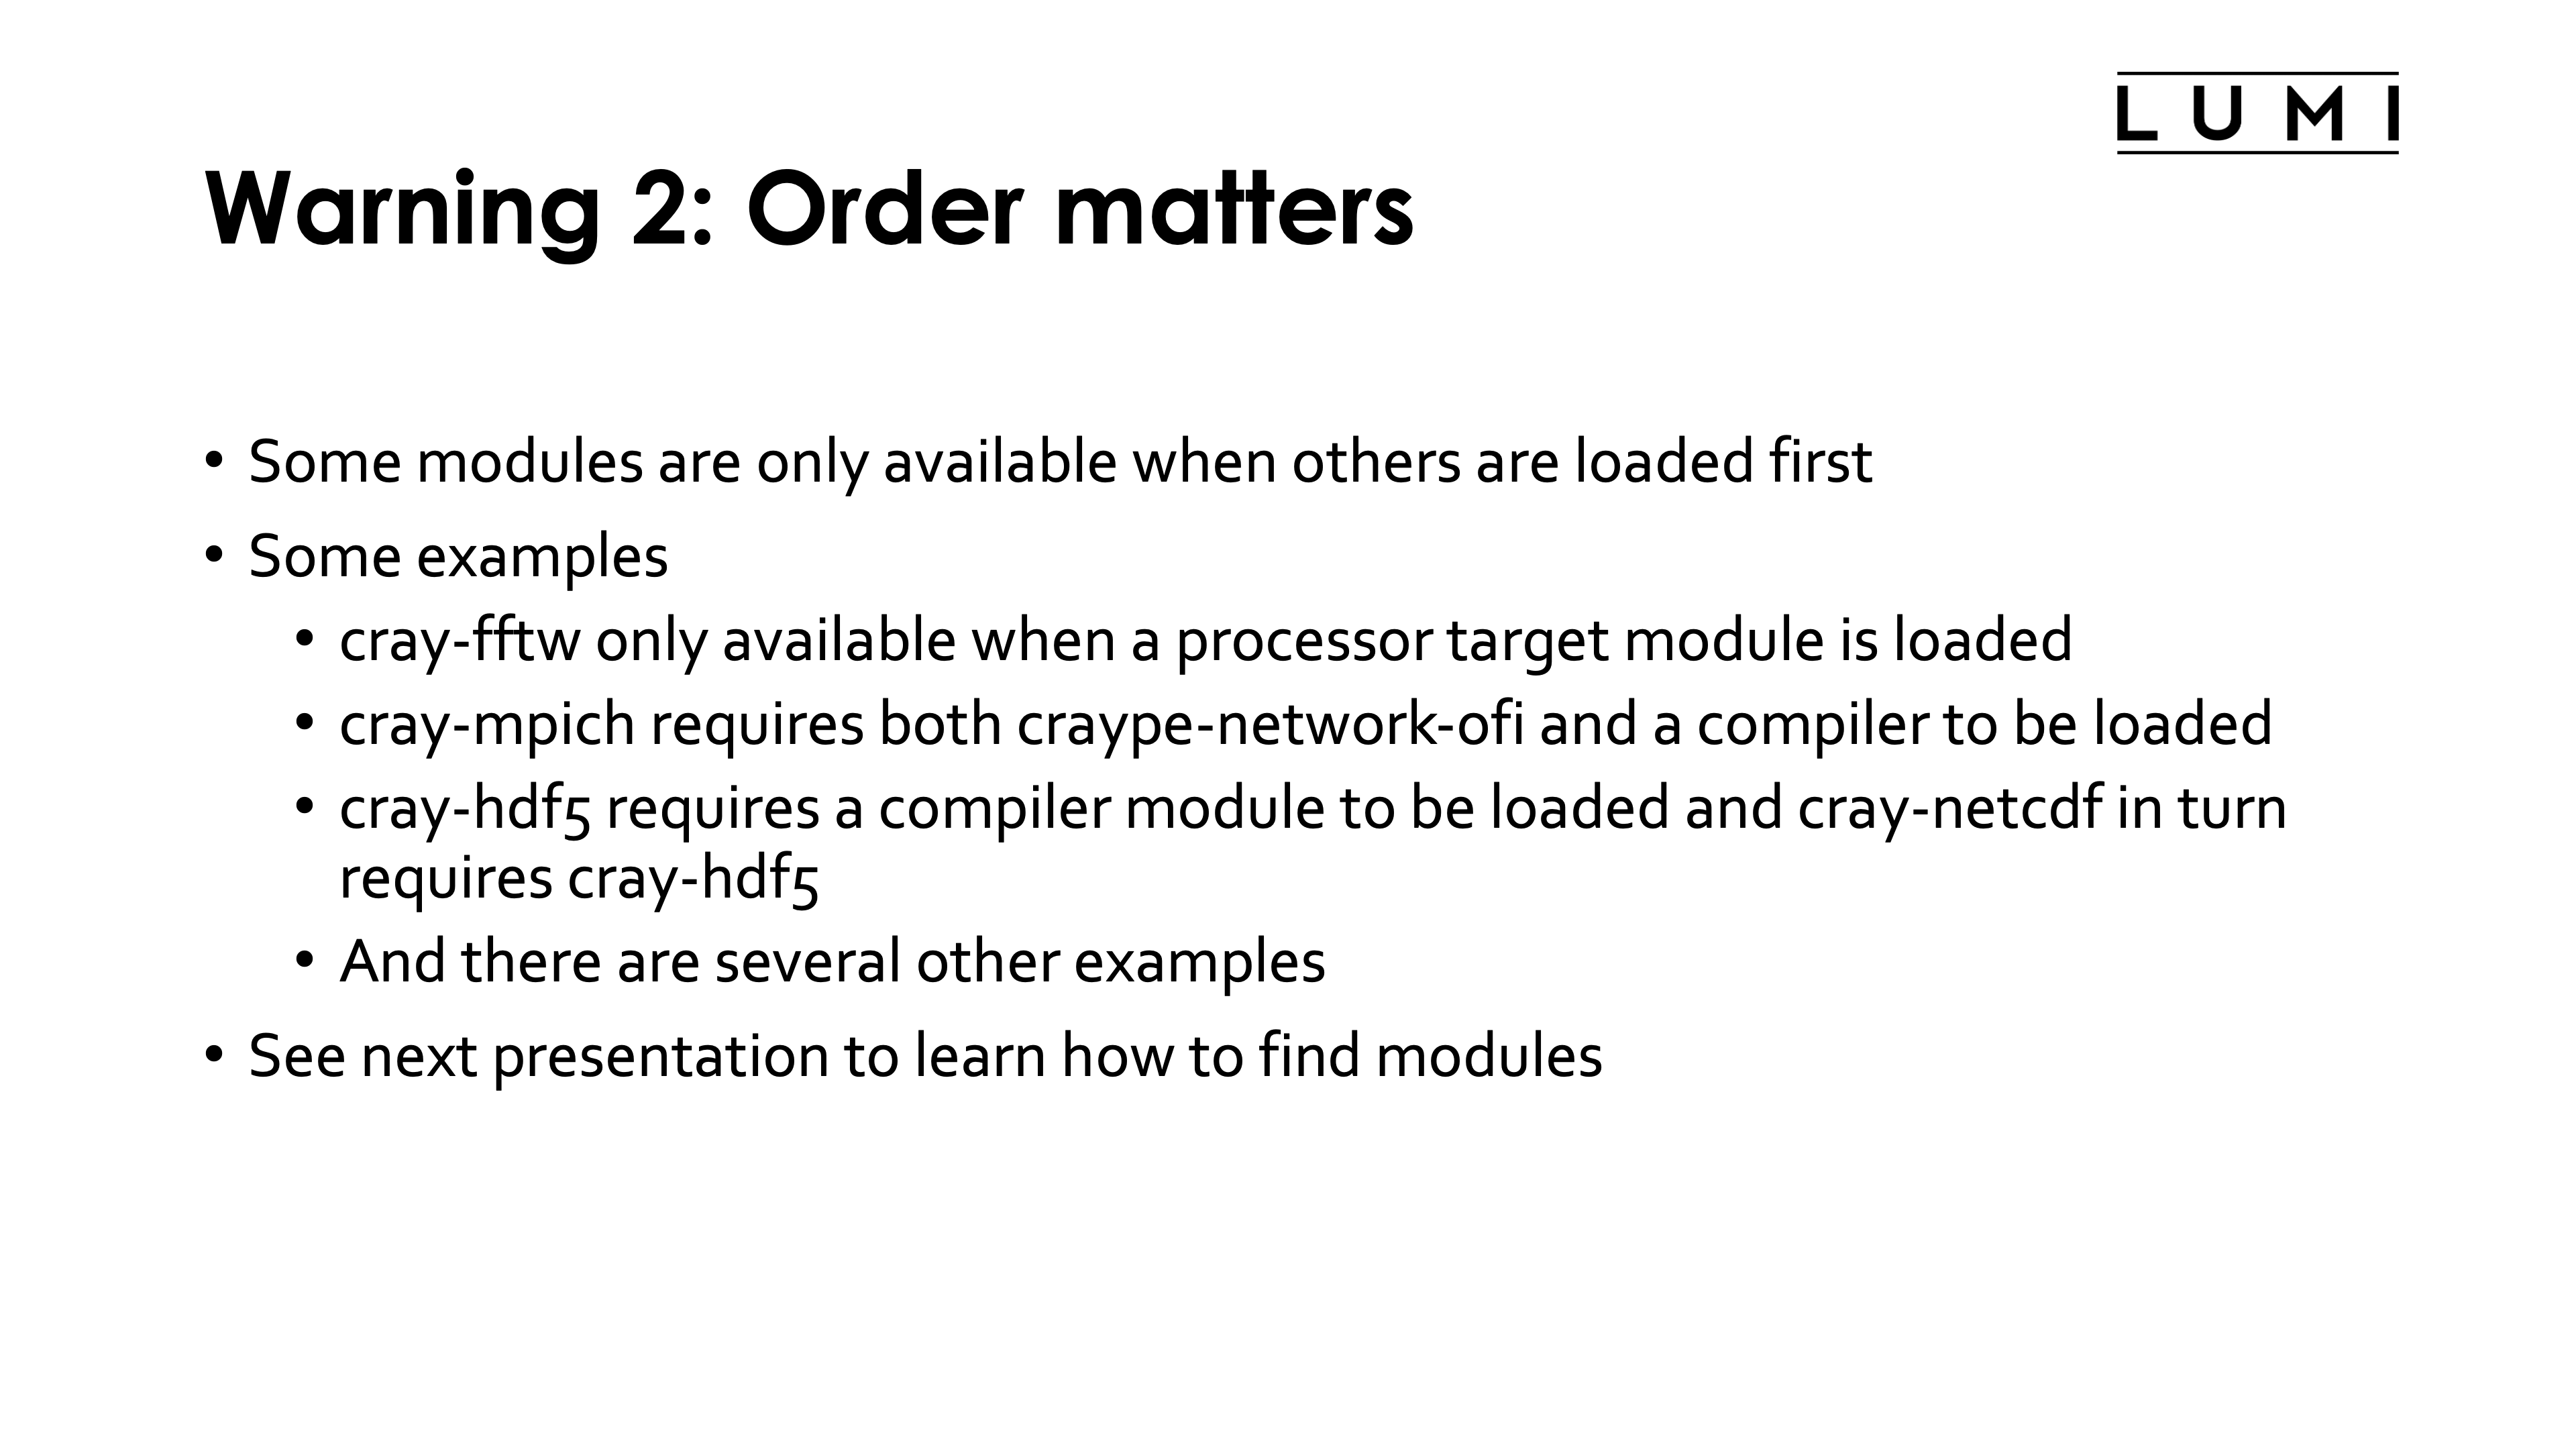 LUMI
Warning 2: Order matters
• Some modules are only available when others are loaded first
• Some examples
• cray-fftw only available when a processor target module is loaded
• cray-mpich requires both craype-network-ofi and a compiler to be loaded
• cray-hdf5 requires a compiler module to be loaded and cray-netcdf in turn
requires cray-hdf5
• And there are several other examples
• See next presentation to learn how to find modules